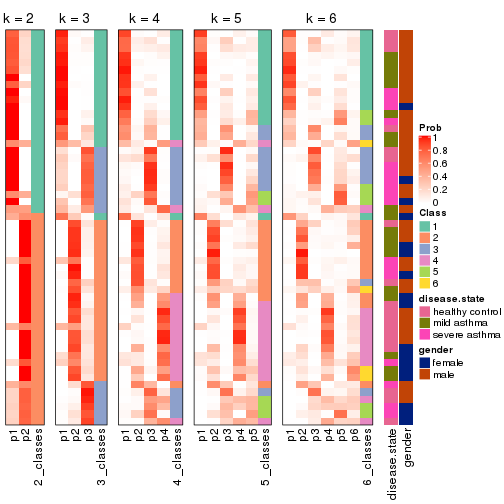 k = 2 k = 3 k = 4 k = 5 k = 6
Prob
1
0.8
0.6
0.4
0.2
0
Class
1
2
3
4
5
6
disease.state
healthy control
mild asthma
severe asthma
gender
female
male
p1 p2 2_classes p1 p2 p3 3_classes p1 p2 p3 p4 4_classes p1 p2 p3 p4 p5 5_classes p1 p2 p3 p4 p5 p6 6_classes disease.state gender